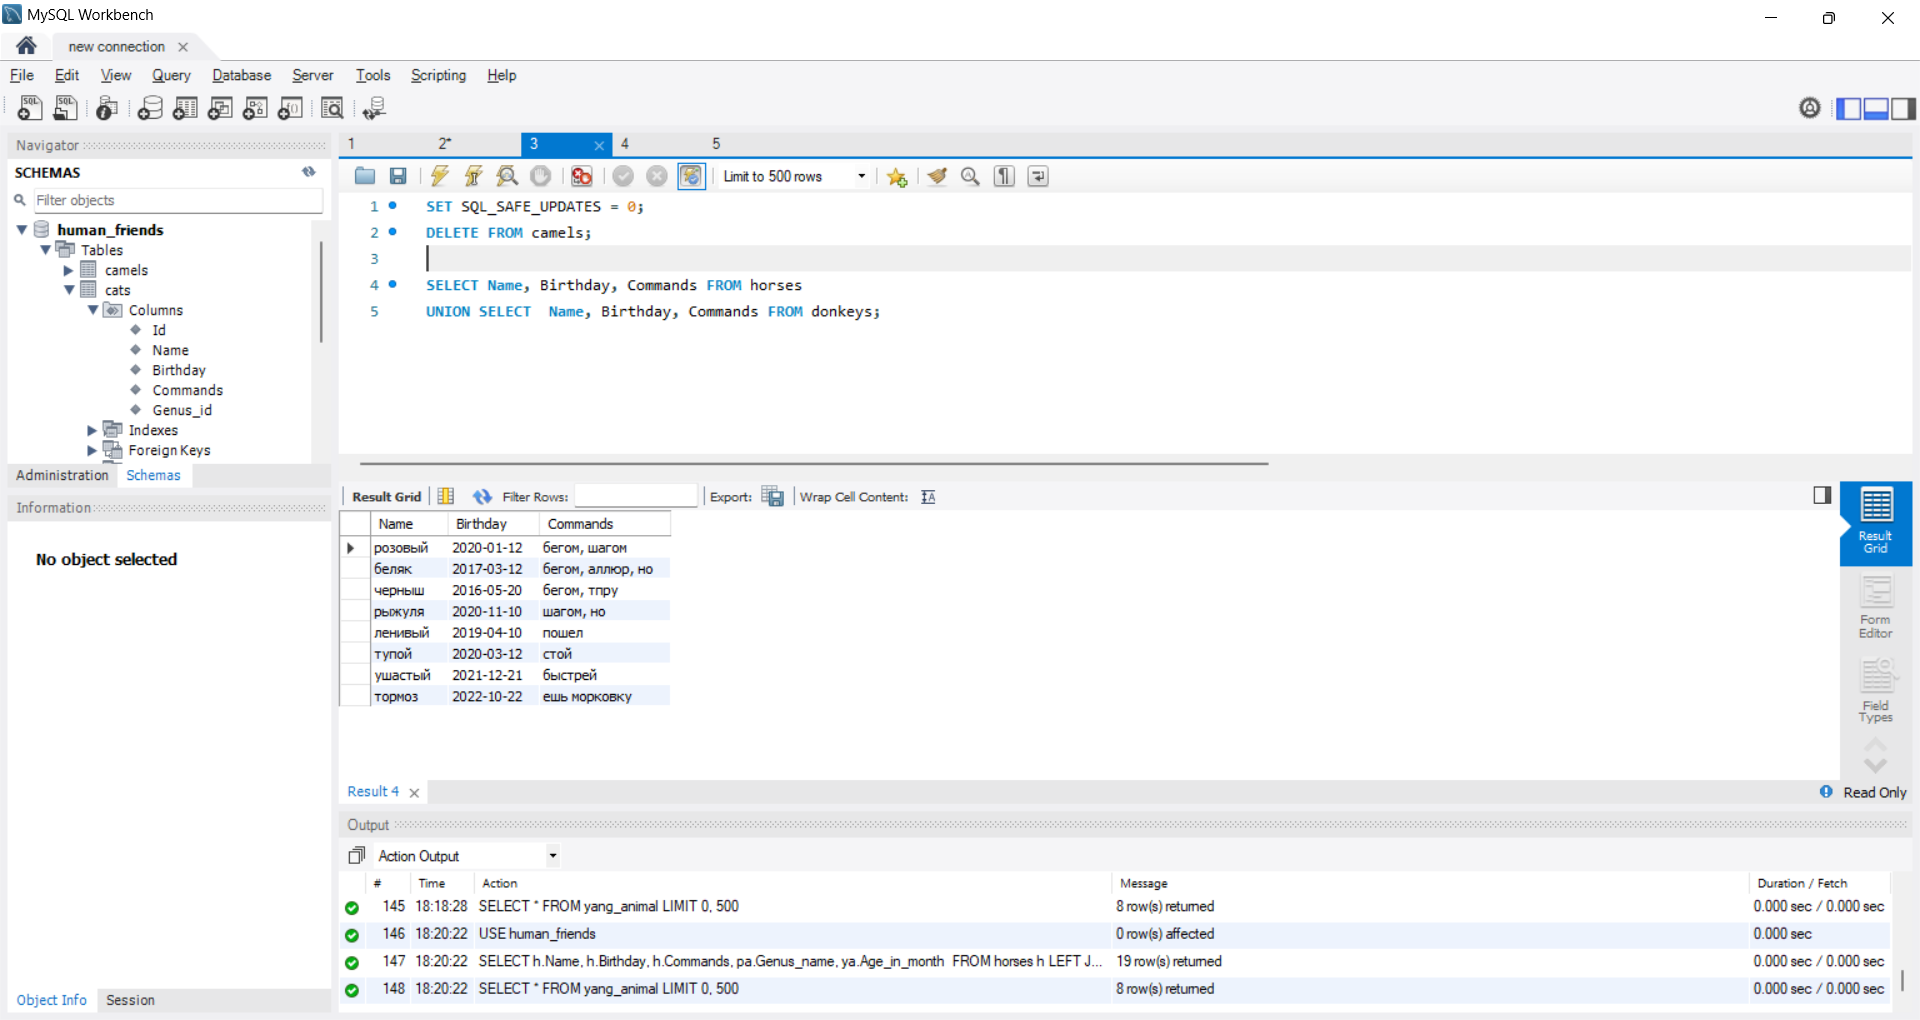 MySQL Workbench
new connection
File Edit View Query Database Server Tools Scripting Help
Navigator
SCHEMAS
Filter objects
human_friends
Tables
camels
cats
Columns
Id
Name
Birthday
Commands
Genus_id
Indexes
Foreign Keys
Administration Schemas
Information
No object selected
Object Info Session
1 2* 3 4 5
Limit to 500 rows
1 SET SQL_SAFE_UPDATES = 0;
2 DELETE FROM camels;
3
4 SELECT Name, Birthday, Commands FROM horses
5 UNION SELECT Name, Birthday, Commands FROM donkeys;
Result Grid Filter Rows: Export: Wrap Cell Content:
Name Birthday Commands
розовый 2020-01-12 бегом, шагом
беляк 2017-03-12 бегом, аллюр, но
черныш 2016-05-20 бегом, тпру
рыжуля 2020-11-10 шагом, но
ленивый 2019-04-10 пошел
тупой 2020-03-12 стой
ушастый 2021-12-21 быстрей
тормоз 2022-10-22 ешь морковку
Result
Grid
Form
Editor
Field
Types
Result 4
Read Only
Output
Action Output
# Time Action Message Duration / Fetch
145 18:18:28 SELECT * FROM yang_animal LIMIT 0, 500 8 row(s) returned 0.000 sec / 0.000 sec
146 18:20:22 USE human_friends 0 row(s) affected 0.000 sec
147 18:20:22 SELECT h.Name, h.Birthday, h.Commands, pa.Genus_name, ya.Age_in_month FROM horses h LEFT J... 19 row(s) returned 0.000 sec / 0.000 sec
148 18:20:22 SELECT * FROM yang_animal LIMIT 0, 500 8 row(s) returned 0.000 sec / 0.000 sec